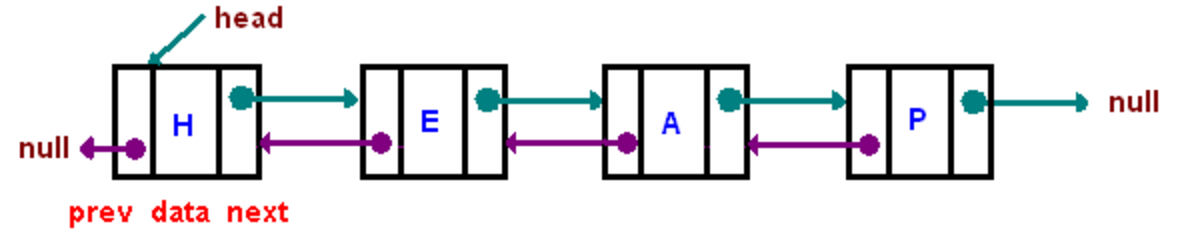 head
H E A P null
null
prev data next